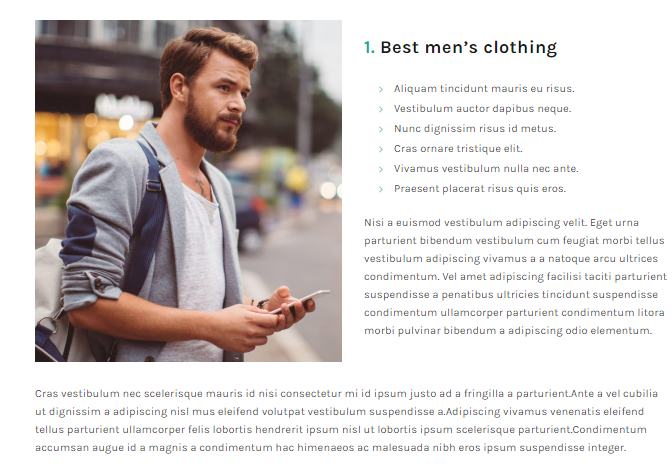 1. Best men’s clothing
Aliquam tincidunt mauris eu risus.
Vestibulum auctor dapibus neque.
Nunc dignissim risus id metus.
Cras ornare tristique elit.
Vivamus vestibulum nulla nec ante.
Praesent placerat risus quis eros.
Nisi a euismod vestibulum adipiscing velit. Eget urna
parturient bibendum vestibulum cum feugiat morbi tellus
vestibulum adipiscing vivamus a a natoque arcu ultrices
condimentum. Vel amet adipiscing facilisi taciti parturient
suspendisse a penatibus ultricies tincidunt suspendisse
condimentum ullamcorper parturient condimentum litora
morbi pulvinar bibendum a adipiscing odio elementum.
Cras vestibulum nec scelerisque mauris id nisi consectetur mi id ipsum justo ad a fringilla a parturient.Ante a vel cubilia
ut dignissim a adipiscing nisl mus eleifend volutpat vestibulum suspendisse a.Adipiscing vivamus venenatis eleifend
tellus parturient ullamcorper felis lobortis hendrerit ipsum nisl ut lobortis ipsum scelerisque parturient.Condimentum
accumsan augue id a magnis a condimentum hac himenaeos ac malesuada nibh eros ipsum suspendisse integer.